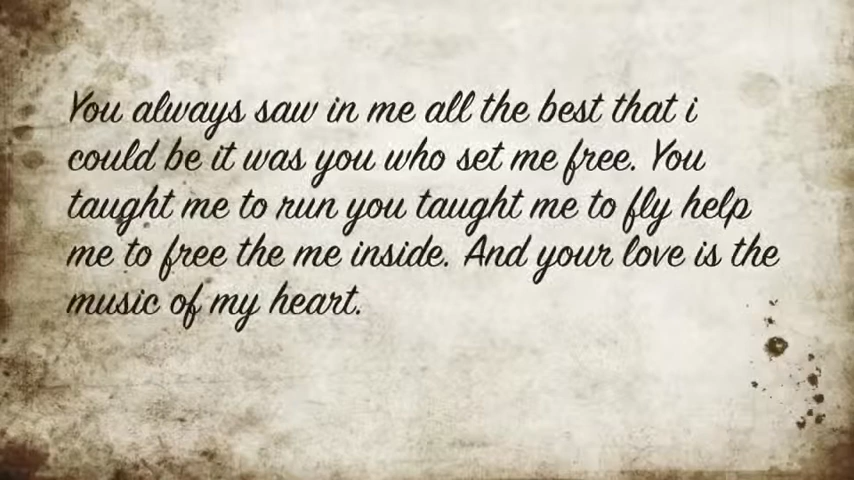 You always saw in me all the best that i
could be it was you who set me free. You
taught me to run you taught me to fly help
me to free the me inside. And your love is the
music of my heart.